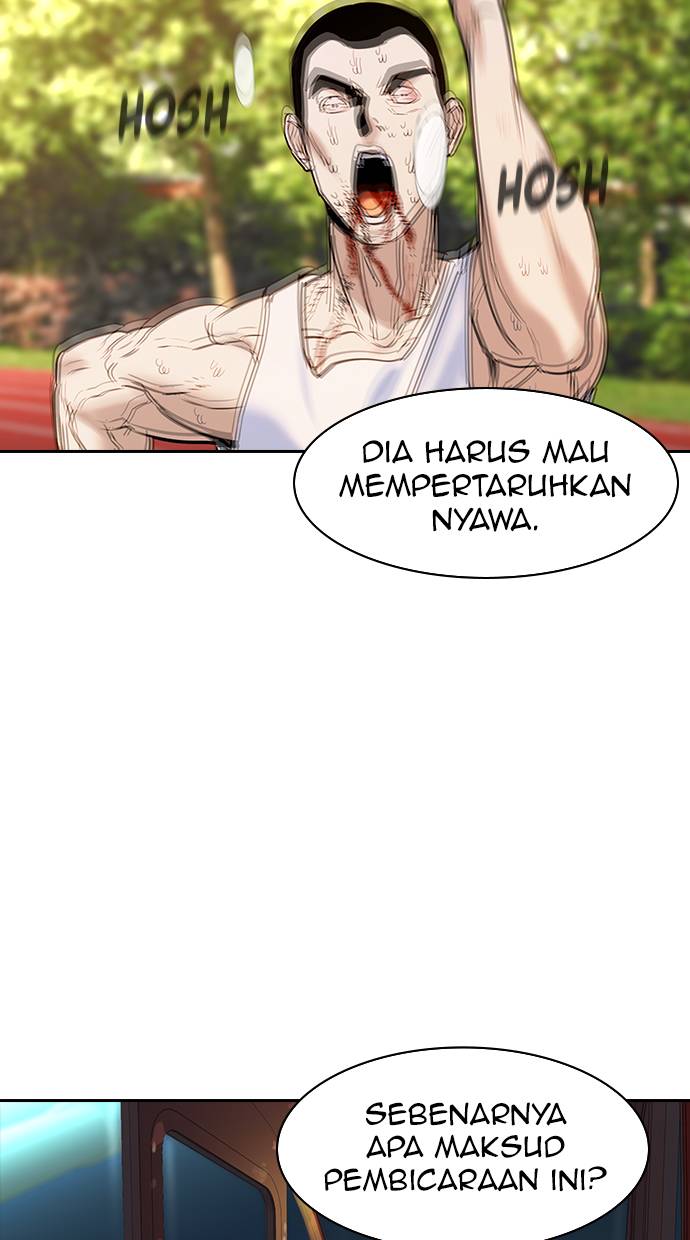 HOSH
HOSH
DIA HARUS MAU
MEMPERTARUHKAN
NYAWA.
SEBENARNYA
APA MAKSUD
PEMBICARAAN INI?